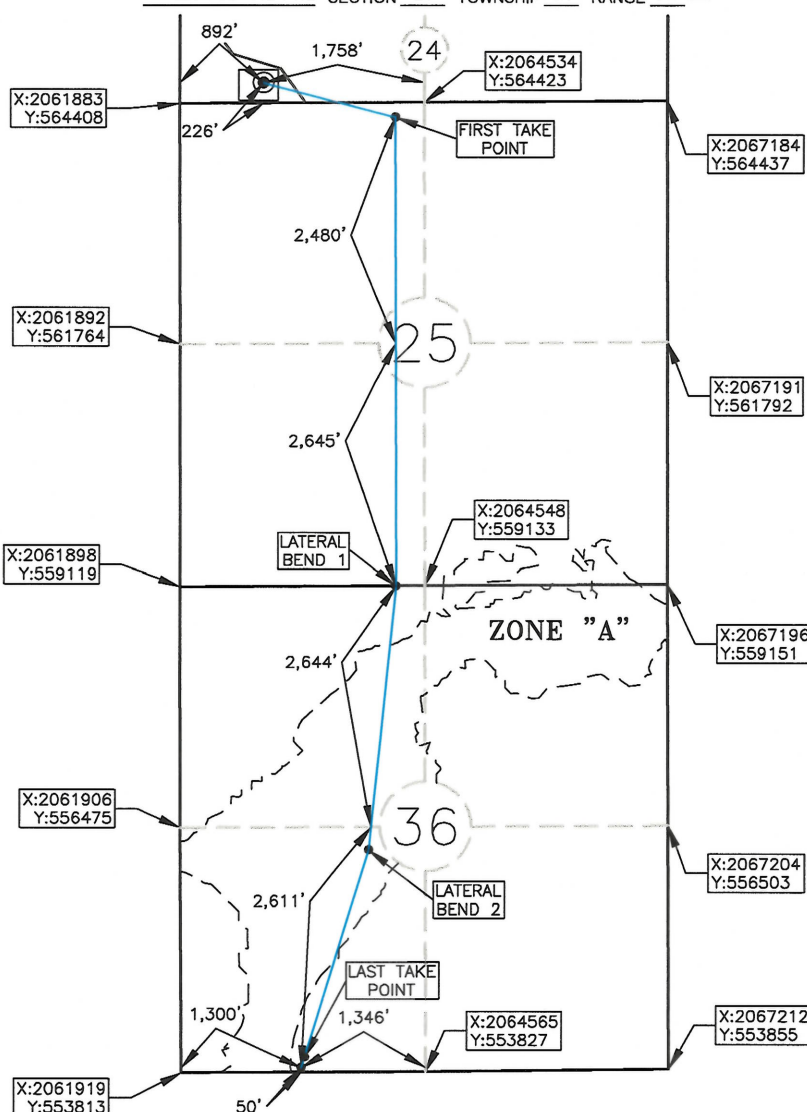 SECTION TOWNSHIP RANGE
892'
1,758'
24
X:2064534
Y:564423
X:2061883
Y:564408
226'
FIRST TAKE
POINT
X:2067184
Y:564437
2,480'
X:2061892
Y:561764
25
X:2067191
Y:561792
2,645'
X:2064548
Y:559133
LATERAL
BEND 1
X:2061898
Y:559119
ZONE "A"
X:2067196
Y:559151
2,644'
X:2061906
Y:556475
36
X:2067204
Y:556503
LATERAL
BEND 2
2,611'
LAST TAKE
POINT
1,300'
1,346'
X:2064565
Y:553827
X:2067212
Y:553855
X:2061919
Y:553813
50'